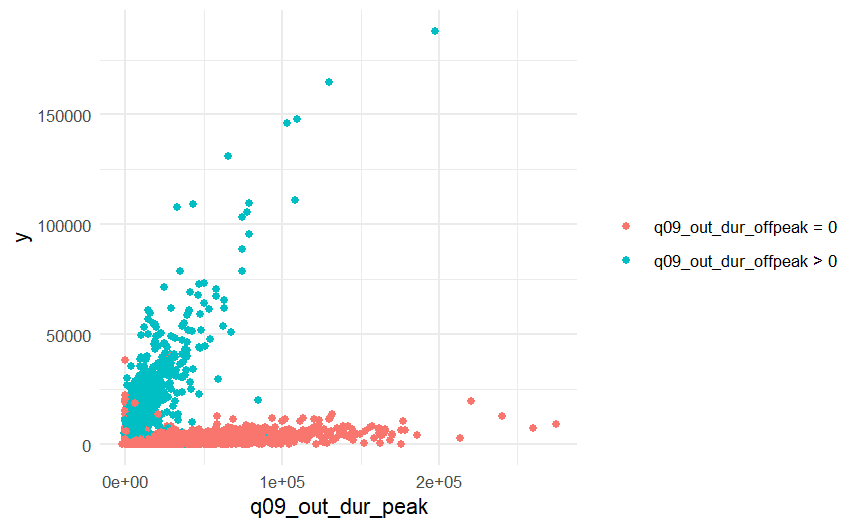 y
150000
100000
50000
0
0e+00 1e+05 2e+05
q09_out_dur_peak
q09_out_dur_offpeak = 0
q09_out_dur_offpeak > 0